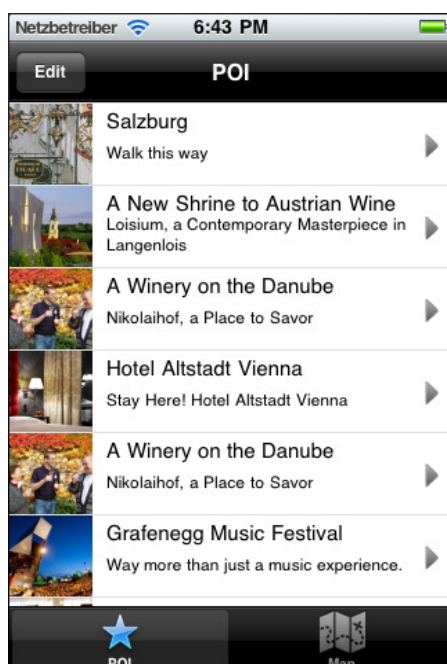 Netzbetreiber 6:43 PM
Edit POI
Salzburg
Walk this way
A New Shrine to Austrian Wine
Loisium, a Contemporary Masterpiece in
Langenlois
A Winery on the Danube
Nikolaihof, a Place to Savor
Hotel Altstadt Vienna
Stay Here! Hotel Altstadt Vienna
A Winery on the Danube
Nikolaihof, a Place to Savor
Grafenegg Music Festival
Way more than just a music experience.
POI Map